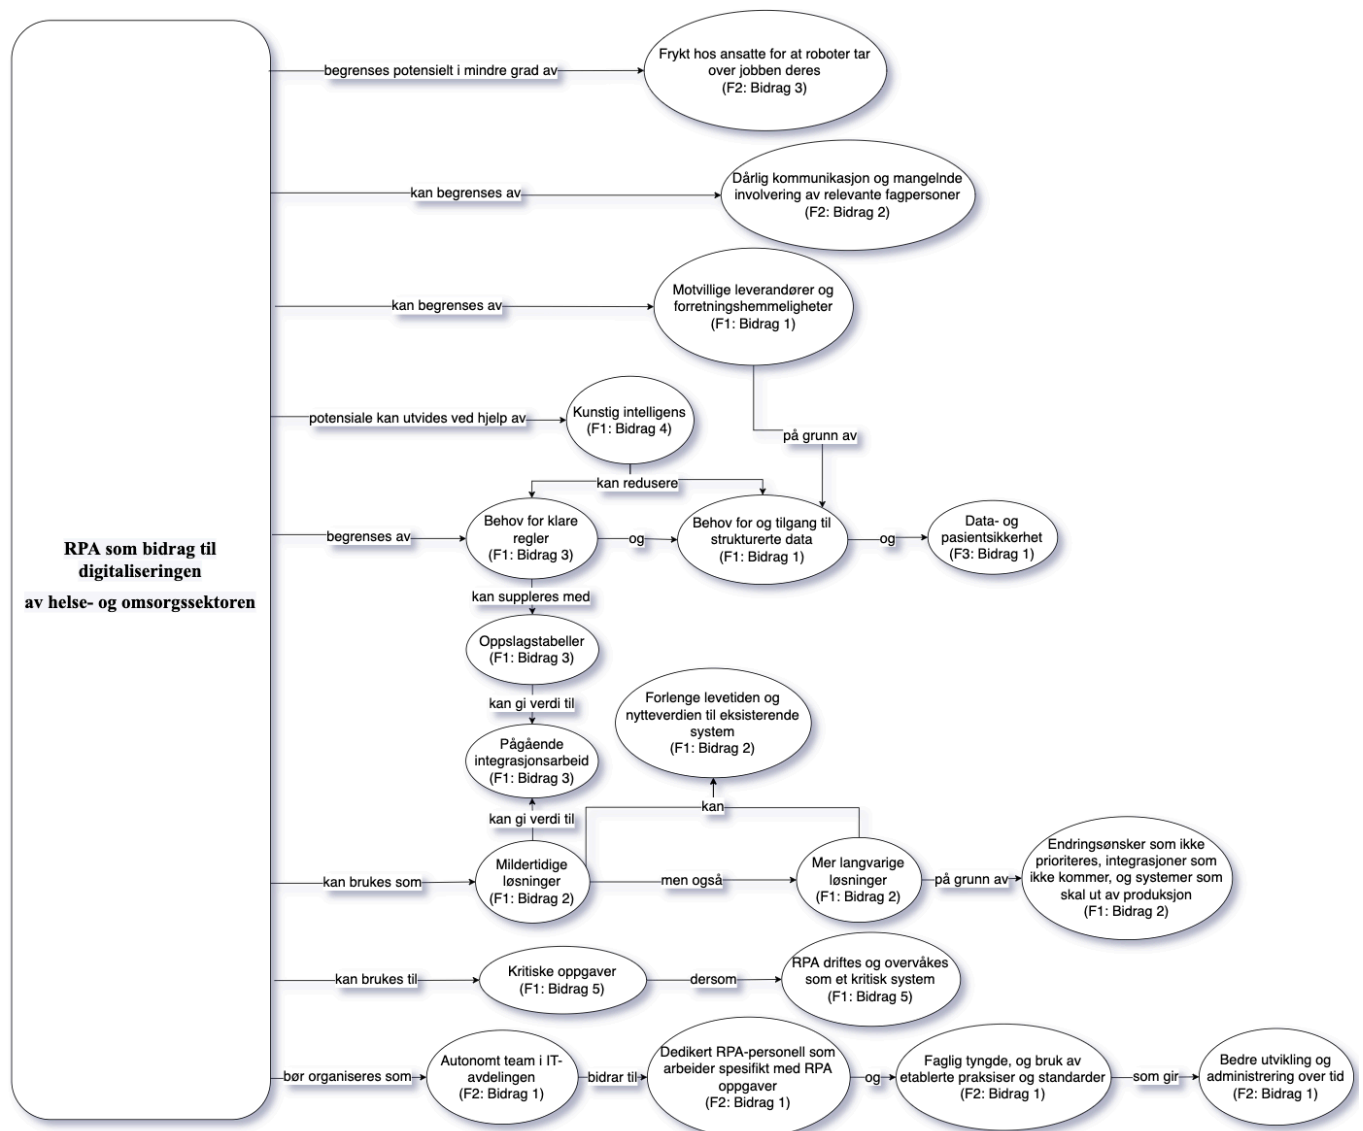 RPA som bidrag til
digitaliseringen
av helse- og omsorgssektoren
begrenses potensielt i mindre grad av
Frykt hos ansatte for at roboter tar
over jobben deres
(F2: Bidrag 3)
kan begrenses av
Dårlig kommunikasjon og mangelnde
involvering av relevante fagpersoner
(F2: Bidrag 2)
kan begrenses av
Motvillige leverandører og
forretningshemmeligheter
(F1: Bidrag 1)
på grunn av
potensiale kan utvides ved hjelp av
Kunstig intelligens
(F1: Bidrag 4)
kan redusere
begrenses av
Behov for klare
regler
(F1: Bidrag 3)
og
Behov for og tilgang til
strukturerte data
(F1: Bidrag 1)
og
Data- og
pasientsikkerhet
(F3: Bidrag 1)
kan suppleres med
Oppslagstabeller
(F1: Bidrag 3)
kan gi verdi til
Pågående
integrasjonsarbeid
(F1: Bidrag 3)
kan gi verdi til
Forlenge levetiden og
nytteverdien til eksisterende
system
(F1: Bidrag 2)
kan
kan brukes som
Mildertidige
løsninger
(F1: Bidrag 2)
men også
Mer langvarige
løsninger
(F1: Bidrag 2)
på grunn av
Endringsønsker som ikke
prioriteres, integrasjoner som
ikke kommer, og systemer som
skal ut av produksjon
(F1: Bidrag 2)
kan brukes til
Kritiske oppgaver
(F1: Bidrag 5)
dersom
RPA driftes og overvåkes
som et kritisk system
(F1: Bidrag 5)
bør organiseres som
Autonomt team i IT-
avdelingen
(F2: Bidrag 1)
bidrar til
Dedikert RPA-personell som
arbeider spesifikt med RPA
oppgaver
(F2: Bidrag 1)
og
Faglig tyngde, og bruk av
etablerte praksiser og standarder
(F2: Bidrag 1)
som gir
Bedre utvikling og
administrering over tid
(F2: Bidrag 1)